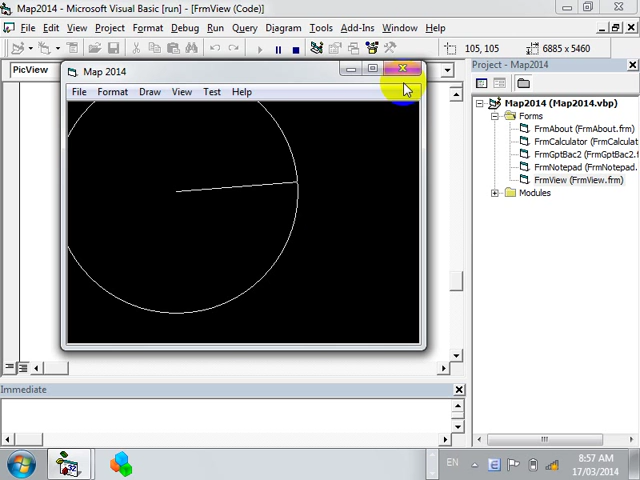 Map2014 - Microsoft Visual Basic [run] - [FrmView (Code)]
File Edit View Project Format Debug Run Query Diagram Tools Add-Ins Window Help
105, 105
6885 x 5460
PicView
Project - Map2014
Map 2014
File Format Draw View Test Help
Map2014 (Map2014.vbp)
Forms
FrmAbout (FrmAbout.frm)
FrmCalculator (FrmCalculat
FrmGptBac2 (FrmGptBac2.f
FrmNotepad (FrmNotepad.
FrmView (FrmView.frm)
Modules
Immediate
EN
8:57 AM
17/03/2014